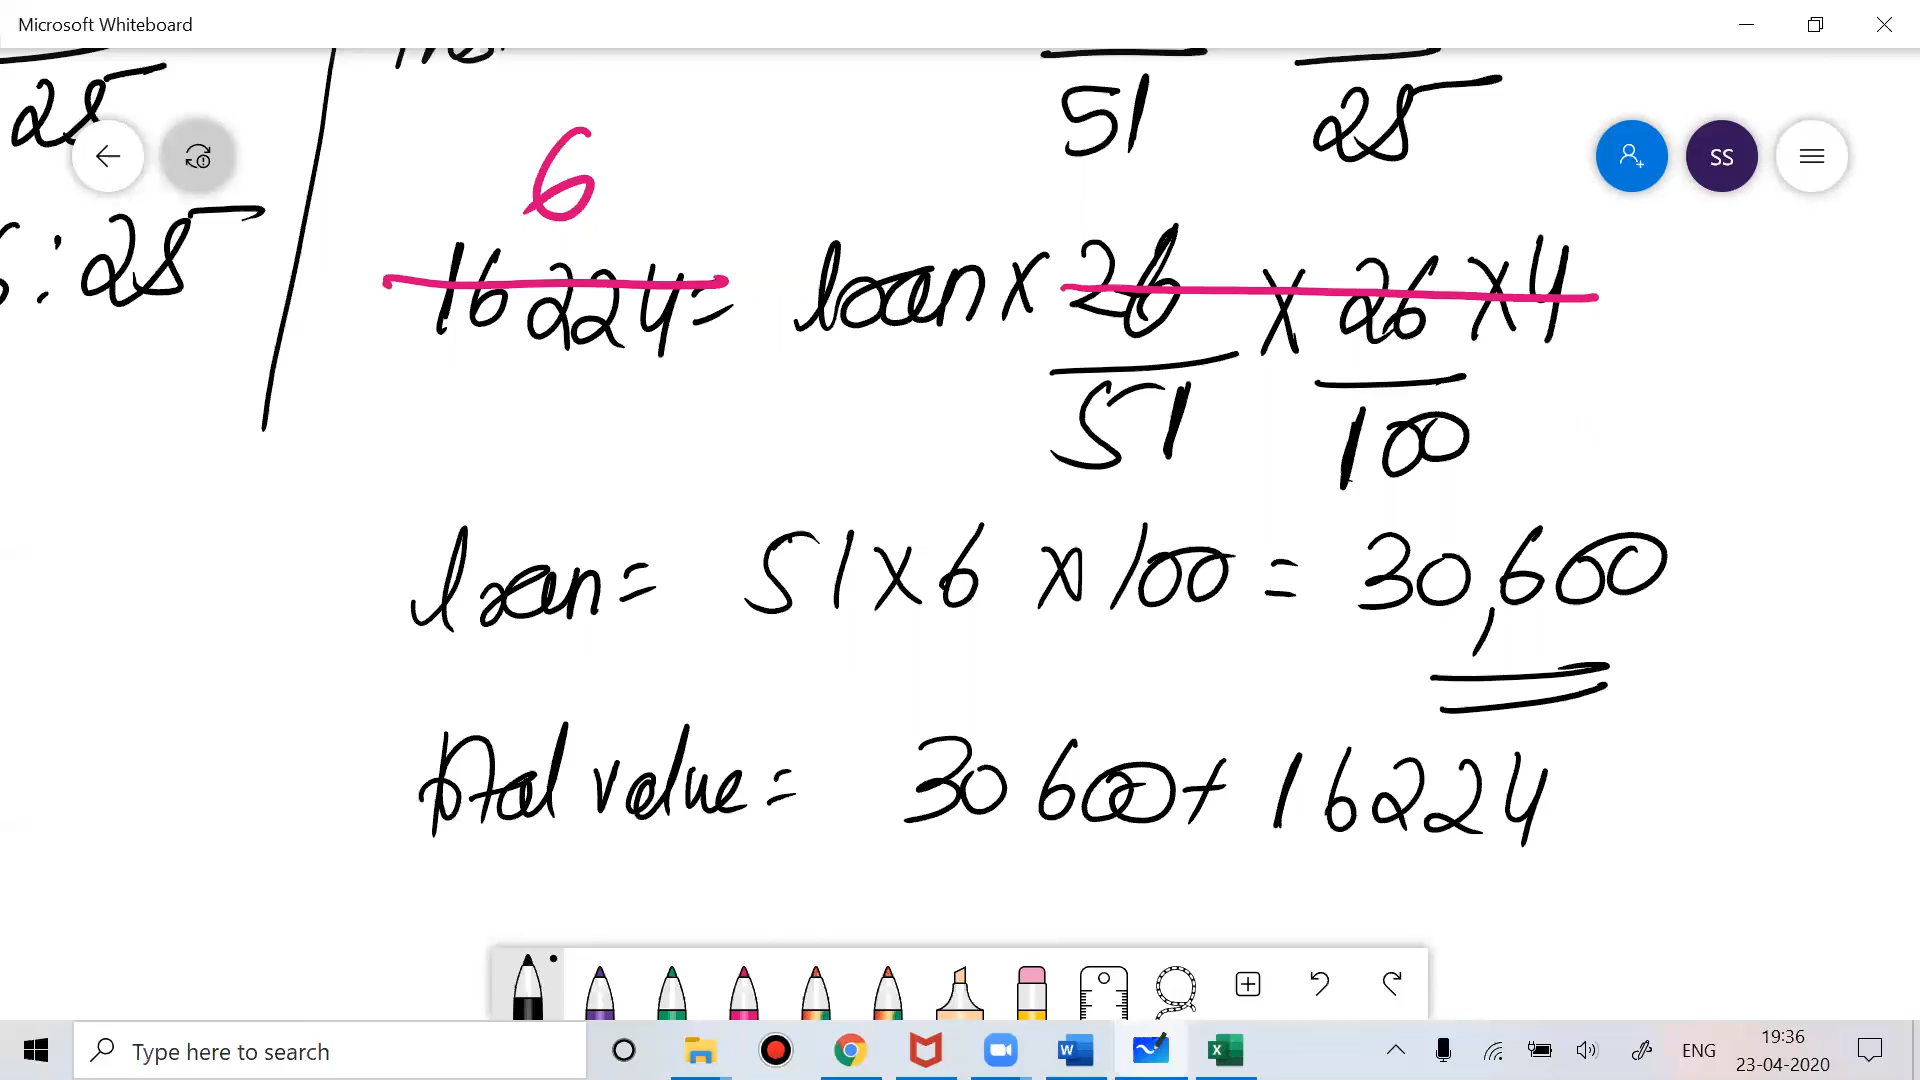 Microsoft Whiteboard
25
51 25
6
SS
: 25
16224 = loan x 26 x 26 x 4
51 100
loan = 51 x 6 x 100 = 30,600
total value = 30600 + 16224
Type here to search
ENG
19:36
23-04-2020